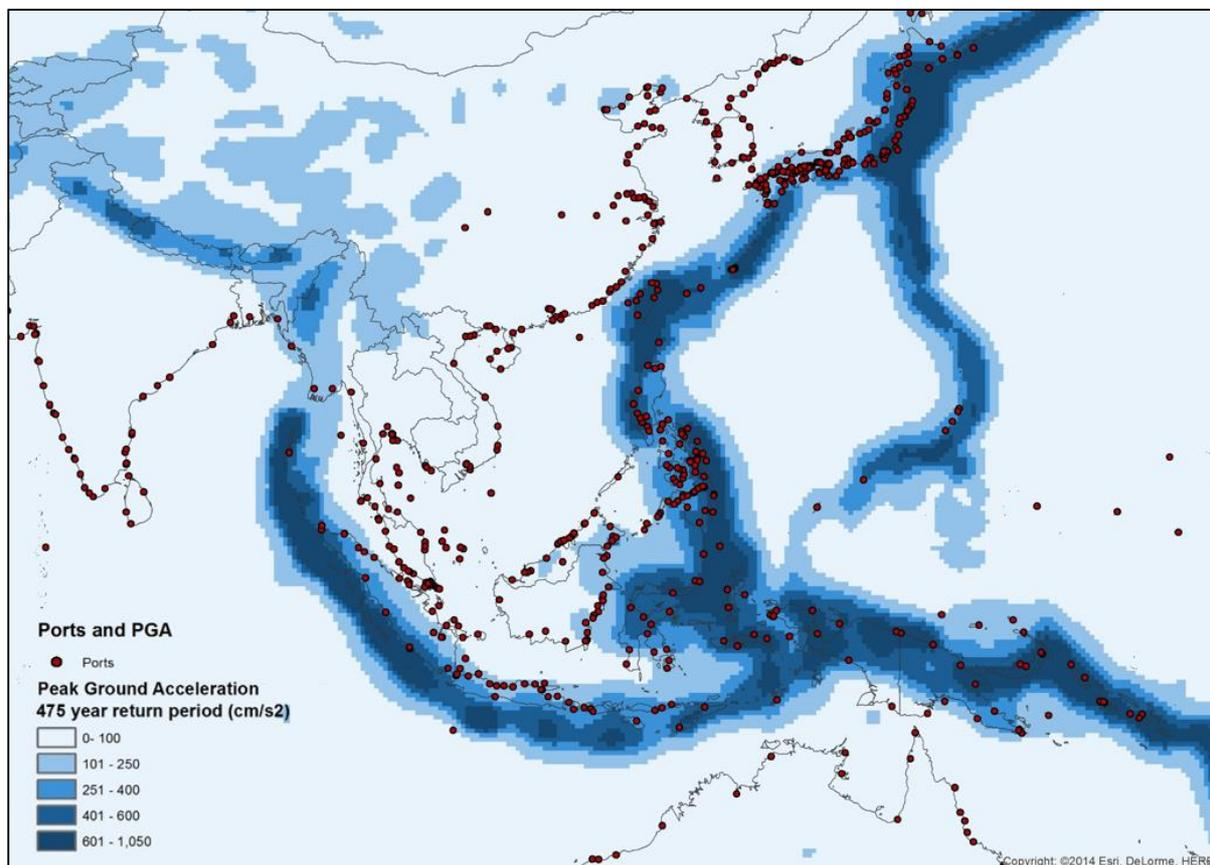 Ports and PGA
Ports
Peak Ground Acceleration
475 year return period (cm/s2)
0- 100
101 - 250
251 - 400
401 - 600
601 - 1,050
Copyright: ©2014 Esri, DeLorme, HERE